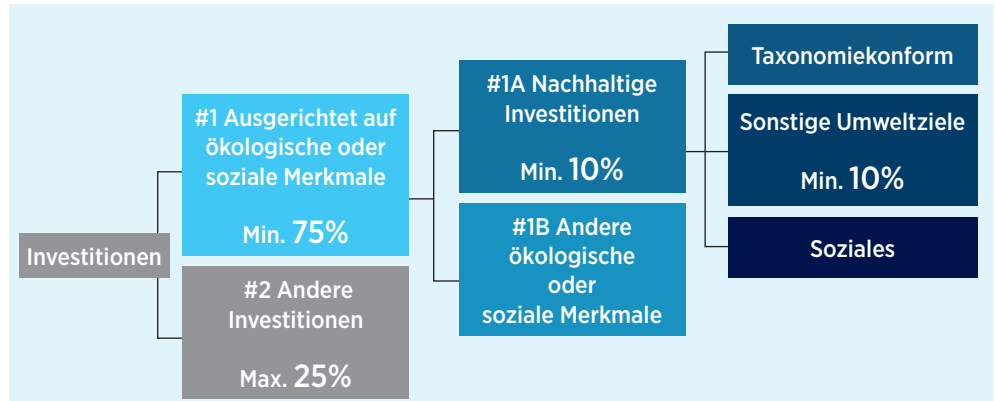 Investitionen
#1 Ausgerichtet auf
ökologische oder
soziale Merkmale
Min. 75%
#2 Andere
Investitionen
Max. 25%
#1A Nachhaltige
Investitionen
Min. 10%
#1B Andere
ökologische
oder
soziale Merkmale
Taxonomiekonform
Sonstige Umweltziele
Min. 10%
Soziales